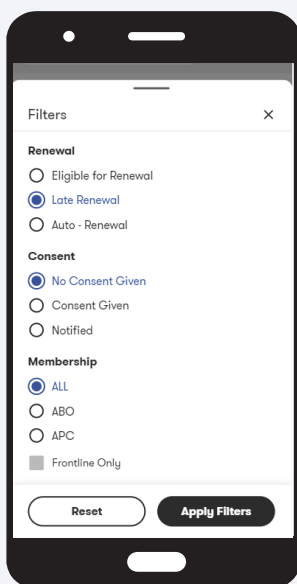 Filters
Renewal
Eligible for Renewal
Late Renewal
Auto - Renewal
Consent
No Consent Given
Consent Given
Notified
Membership
ALL
ABO
APC
Frontline Only
Reset Apply Filters